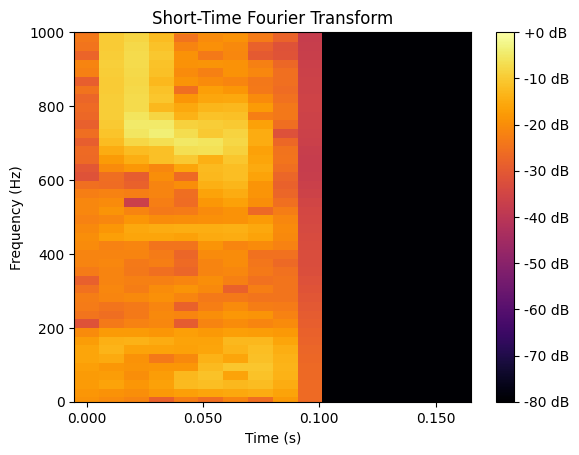 Short-Time Fourier Transform
Frequency (Hz)
1000
800
600
400
200
0
0.000
0.050
0.100
0.150
Time (s)
+0 dB
-10 dB
-20 dB
-30 dB
-40 dB
-50 dB
-60 dB
-70 dB
-80 dB